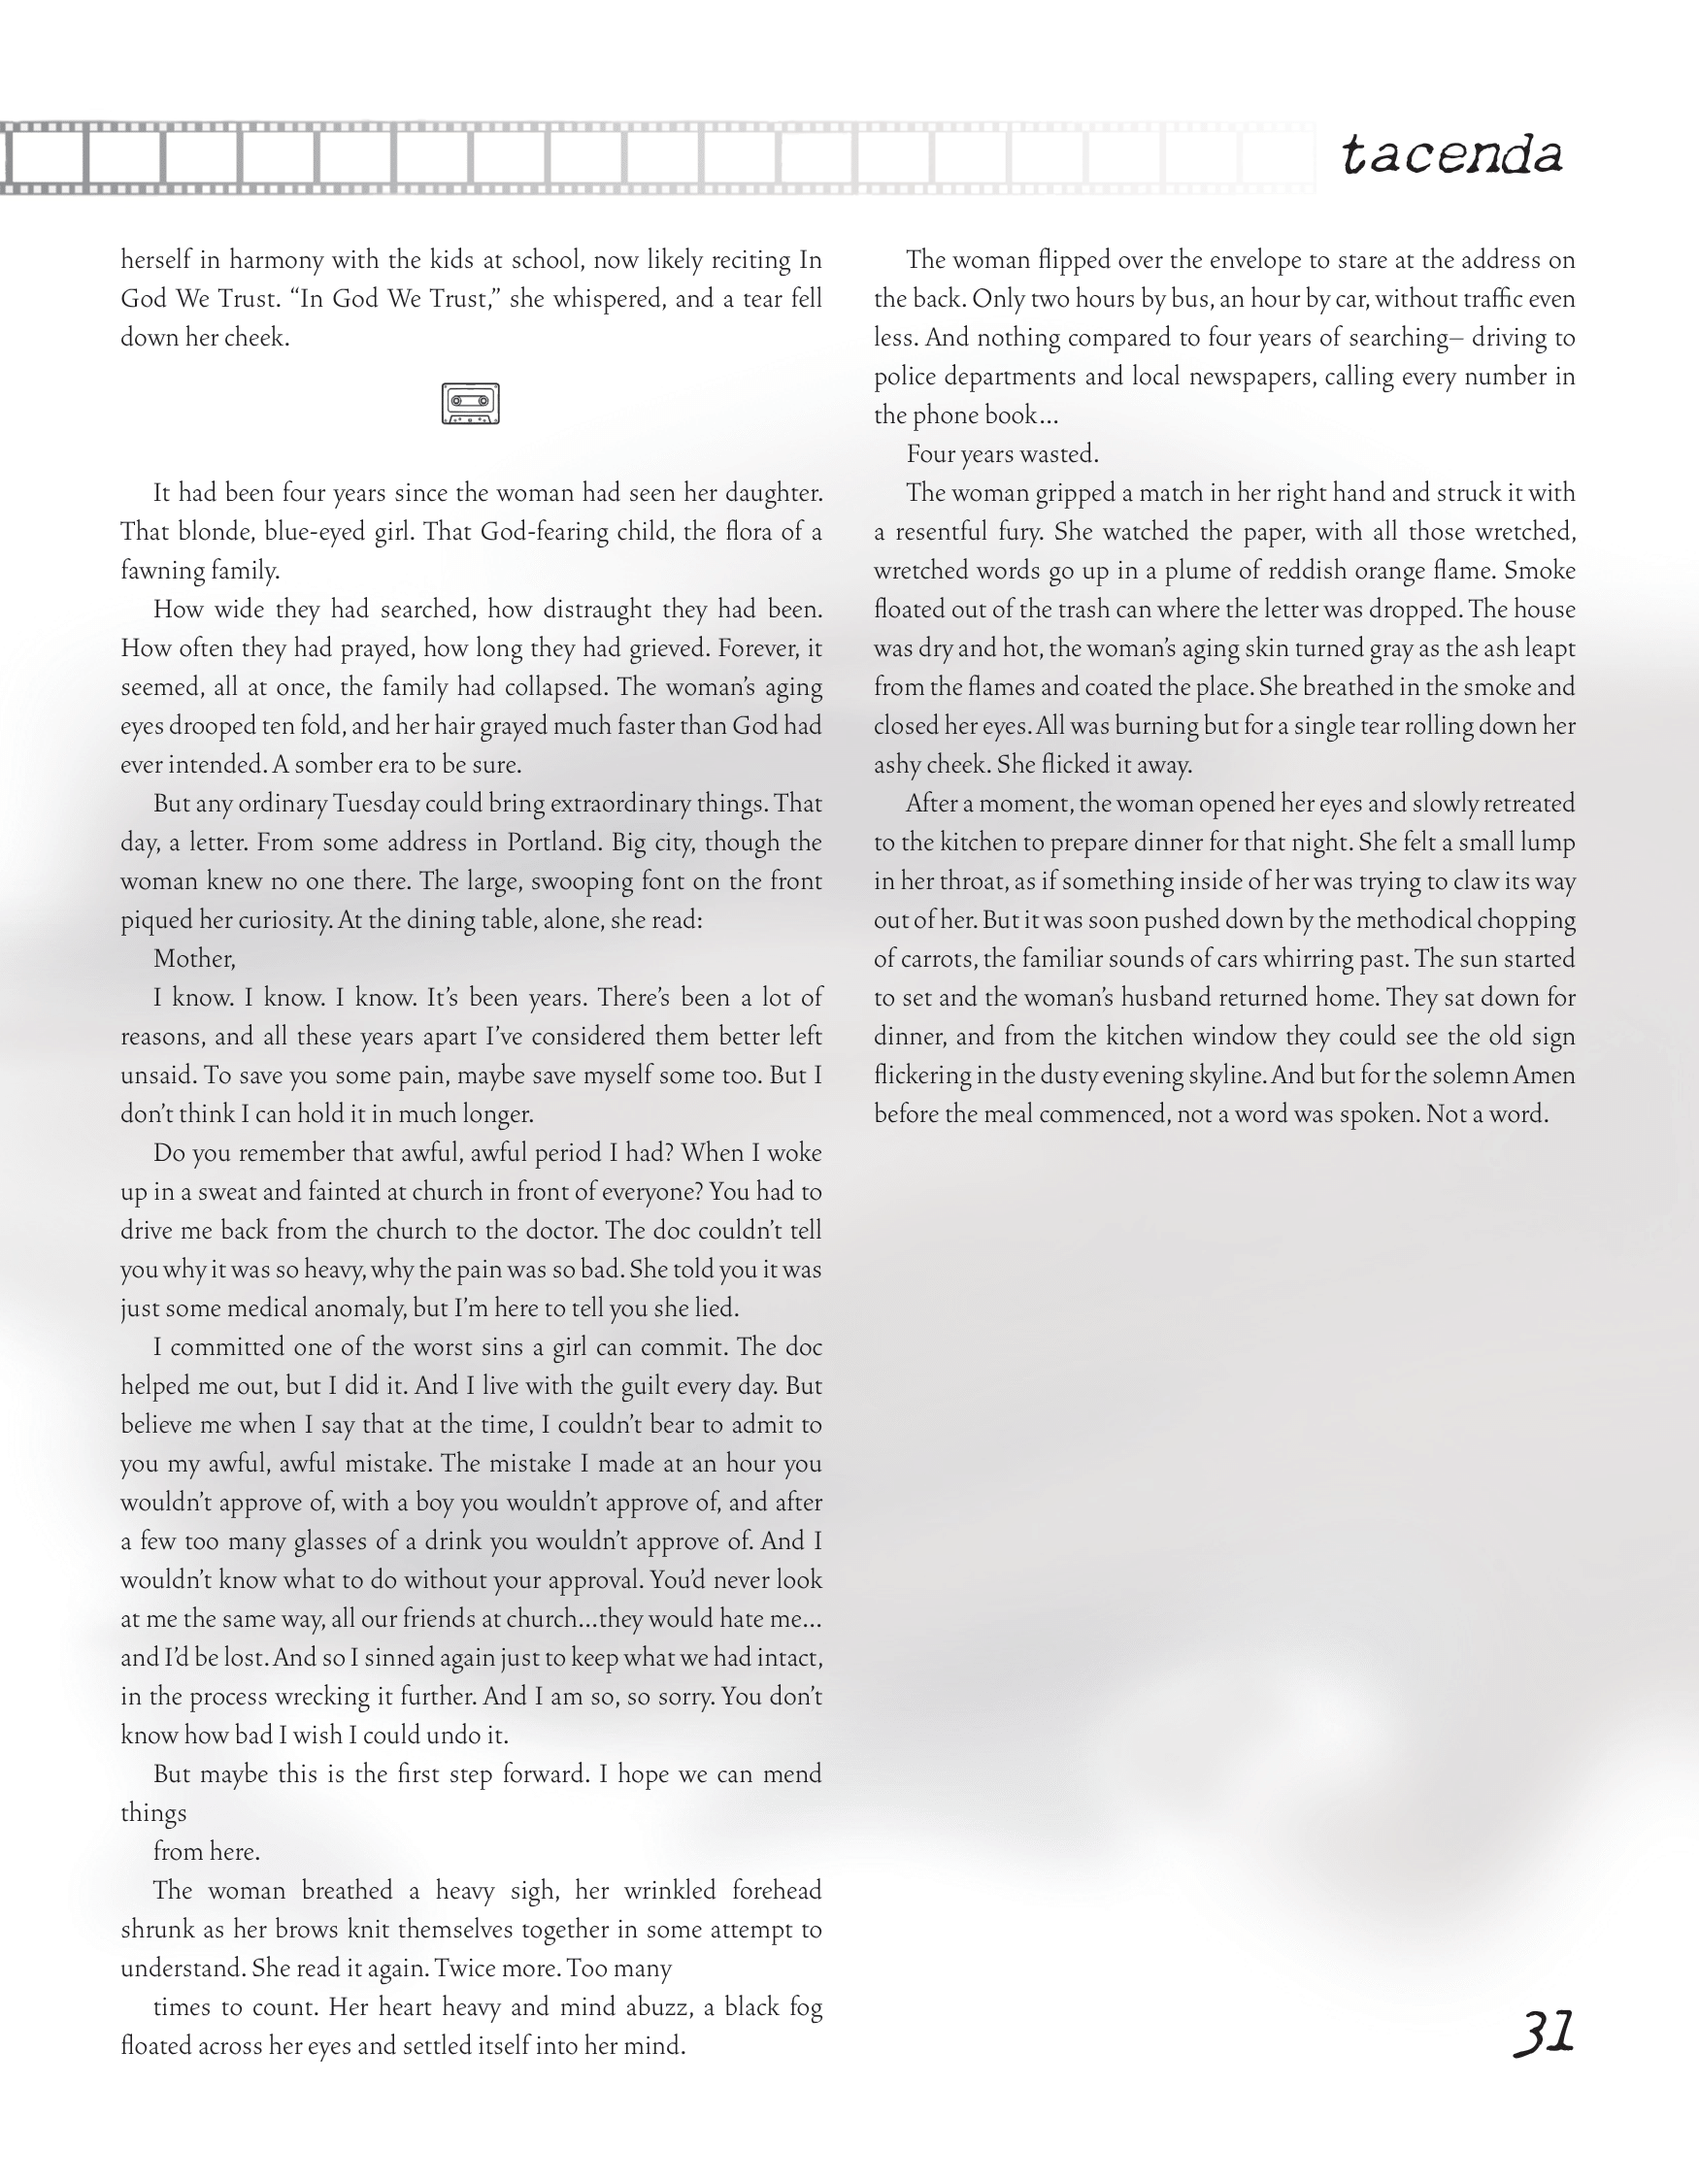 tacenda
herself in harmony with the kids at school, now likely reciting In
God We Trust. “In God We Trust,” she whispered, and a tear fell
down her cheek.
It had been four years since the woman had seen her daughter.
That blonde, blue-eyed girl. That God-fearing child, the flora of a
fawning family.
How wide they had searched, how distraught they had been.
How often they had prayed, how long they had grieved. Forever, it
seemed, all at once, the family had collapsed. The woman’s aging
eyes drooped ten fold, and her hair grayed much faster than God had
ever intended. A somber era to be sure.
But any ordinary Tuesday could bring extraordinary things. That
day, a letter. From some address in Portland. Big city, though the
woman knew no one there. The large, swooping font on the front
piqued her curiosity. At the dining table, alone, she read:
Mother,
I know. I know. I know. It’s been years. There’s been a lot of
reasons, and all these years apart I’ve considered them better left
unsaid. To save you some pain, maybe save myself some too. But I
don’t think I can hold it in much longer.
Do you remember that awful, awful period I had? When I woke
up in a sweat and fainted at church in front of everyone? You had to
drive me back from the church to the doctor. The doc couldn’t tell
you why it was so heavy, why the pain was so bad. She told you it was
just some medical anomaly, but I’m here to tell you she lied.
I committed one of the worst sins a girl can commit. The doc
helped me out, but I did it. And I live with the guilt every day. But
believe me when I say that at the time, I couldn’t bear to admit to
you my awful, awful mistake. The mistake I made at an hour you
wouldn’t approve of, with a boy you wouldn’t approve of, and after
a few too many glasses of a drink you wouldn’t approve of. And I
wouldn’t know what to do without your approval. You’d never look
at me the same way, all our friends at church...they would hate me...
and I’d be lost. And so I sinned again just to keep what we had intact,
in the process wrecking it further. And I am so, so sorry. You don’t
know how bad I wish I could undo it.
But maybe this is the first step forward. I hope we can mend
things
from here.
The woman breathed a heavy sigh, her wrinkled forehead
shrunk as her brows knit themselves together in some attempt to
understand. She read it again. Twice more. Too many
times to count. Her heart heavy and mind abuzz, a black fog
floated across her eyes and settled itself into her mind.
The woman flipped over the envelope to stare at the address on
the back. Only two hours by bus, an hour by car, without traffic even
less. And nothing compared to four years of searching– driving to
police departments and local newspapers, calling every number in
the phone book...
Four years wasted.
The woman gripped a match in her right hand and struck it with
a resentful fury. She watched the paper, with all those wretched,
wretched words go up in a plume of reddish orange flame. Smoke
floated out of the trash can where the letter was dropped. The house
was dry and hot, the woman’s aging skin turned gray as the ash leapt
from the flames and coated the place. She breathed in the smoke and
closed her eyes. All was burning but for a single tear rolling down her
ashy cheek. She flicked it away.
After a moment, the woman opened her eyes and slowly retreated
to the kitchen to prepare dinner for that night. She felt a small lump
in her throat, as if something inside of her was trying to claw its way
out of her. But it was soon pushed down by the methodical chopping
of carrots, the familiar sounds of cars whirring past. The sun started
to set and the woman’s husband returned home. They sat down for
dinner, and from the kitchen window they could see the old sign
flickering in the dusty evening skyline. And but for the solemn Amen
before the meal commenced, not a word was spoken. Not a word.
31